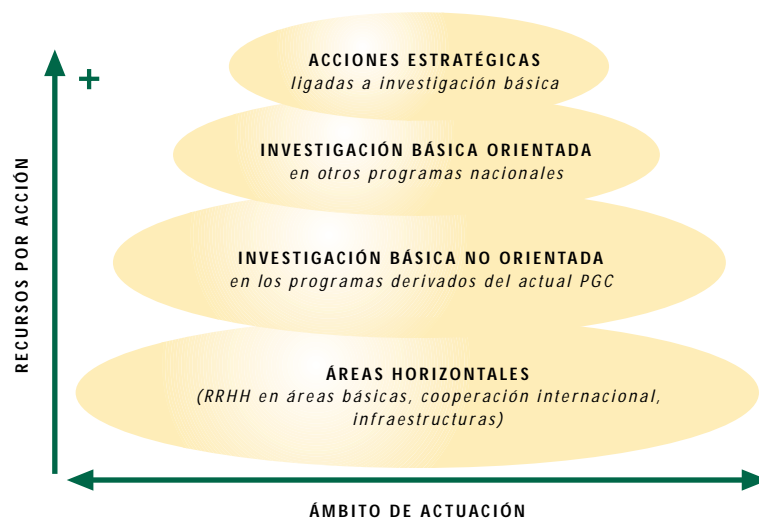 ACCIONES ESTRATÉGICAS
ligadas a investigación básica
+
INVESTIGACIÓN BÁSICA ORIENTADA
en otros programas nacionales
INVESTIGACIÓN BÁSICA NO ORIENTADA
en los programas derivados del actual PGC
RECURSOS POR ACCIÓN
ÁREAS HORIZONTALES
(RRHH en áreas básicas, cooperación internacional,
infraestructuras)
ÁMBITO DE ACTUACIÓN